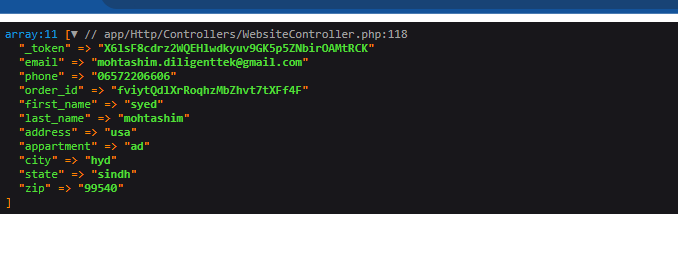 array:11 [▼ // app/Http/Controllers/WebsiteController.php:118
"_token" => "X6lsF8cdrz2WQEHlwdkyuv9GK5p5ZNbirOAMtRCK"
"email" => "mohtashim.diligenttek@gmail.com"
"phone" => "06572206606"
"order_id" => "fviytQdlXrRoqhzMbZhvt7tXFf4F"
"first_name" => "syed"
"last_name" => "mohtashim"
"address" => "usa"
"appartment" => "ad"
"city" => "hyd"
"state" => "sindh"
"zip" => "99540"
]